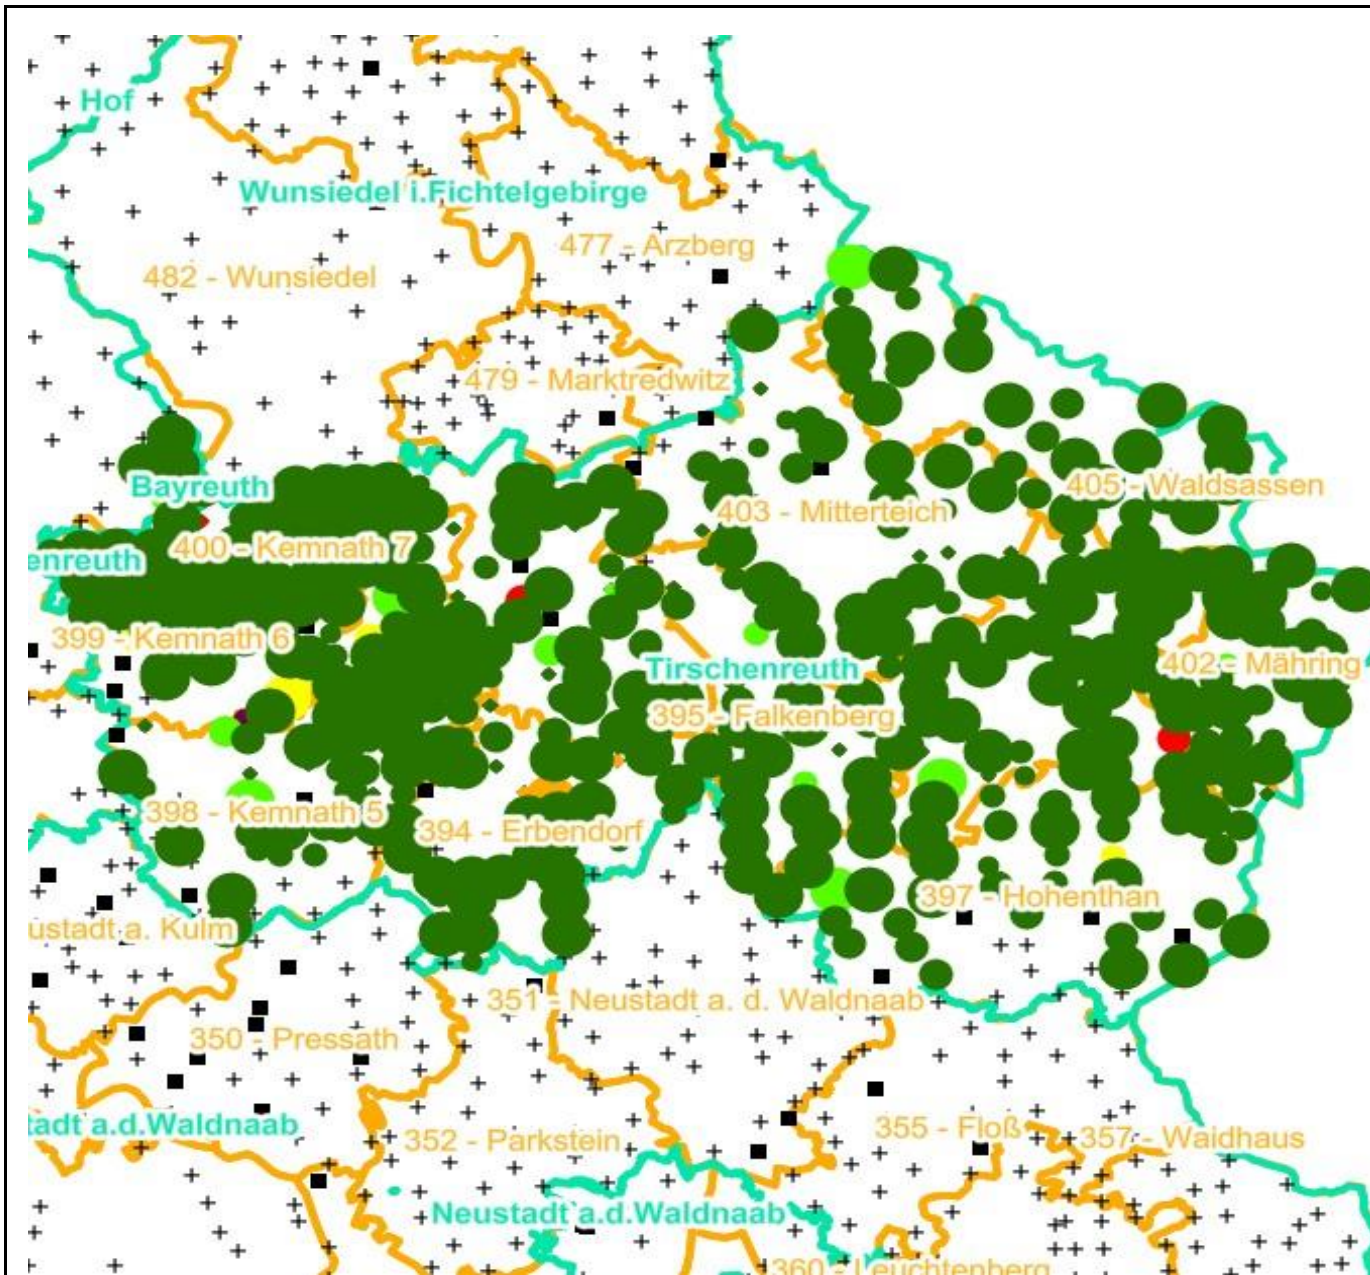 Hof
Wunsiedel i.Fichtelgebirge
477 - Arzberg
482 - Wunsiedel
479 - Marktredwitz
Bayreuth
405 - Waldsassen
403 - Mitterteich
400 - Kemnath 7
enreuth
399 - Kemnath 6
Tirschenreuth
402 - Mähring
395 - Falkenberg
398 - Kemnath 5
394 - Erbendorf
397 - Hohenthan
ustadt a. Kulm
351 - Neustadt a. d. Waldnaab
350 - Pressath
tadt a.d.Waldnaab
352 - Parkstein
355 - Floß
357 - Waidhaus
Neustadt a.d.Waldnaab
360 - Leuchtenberg